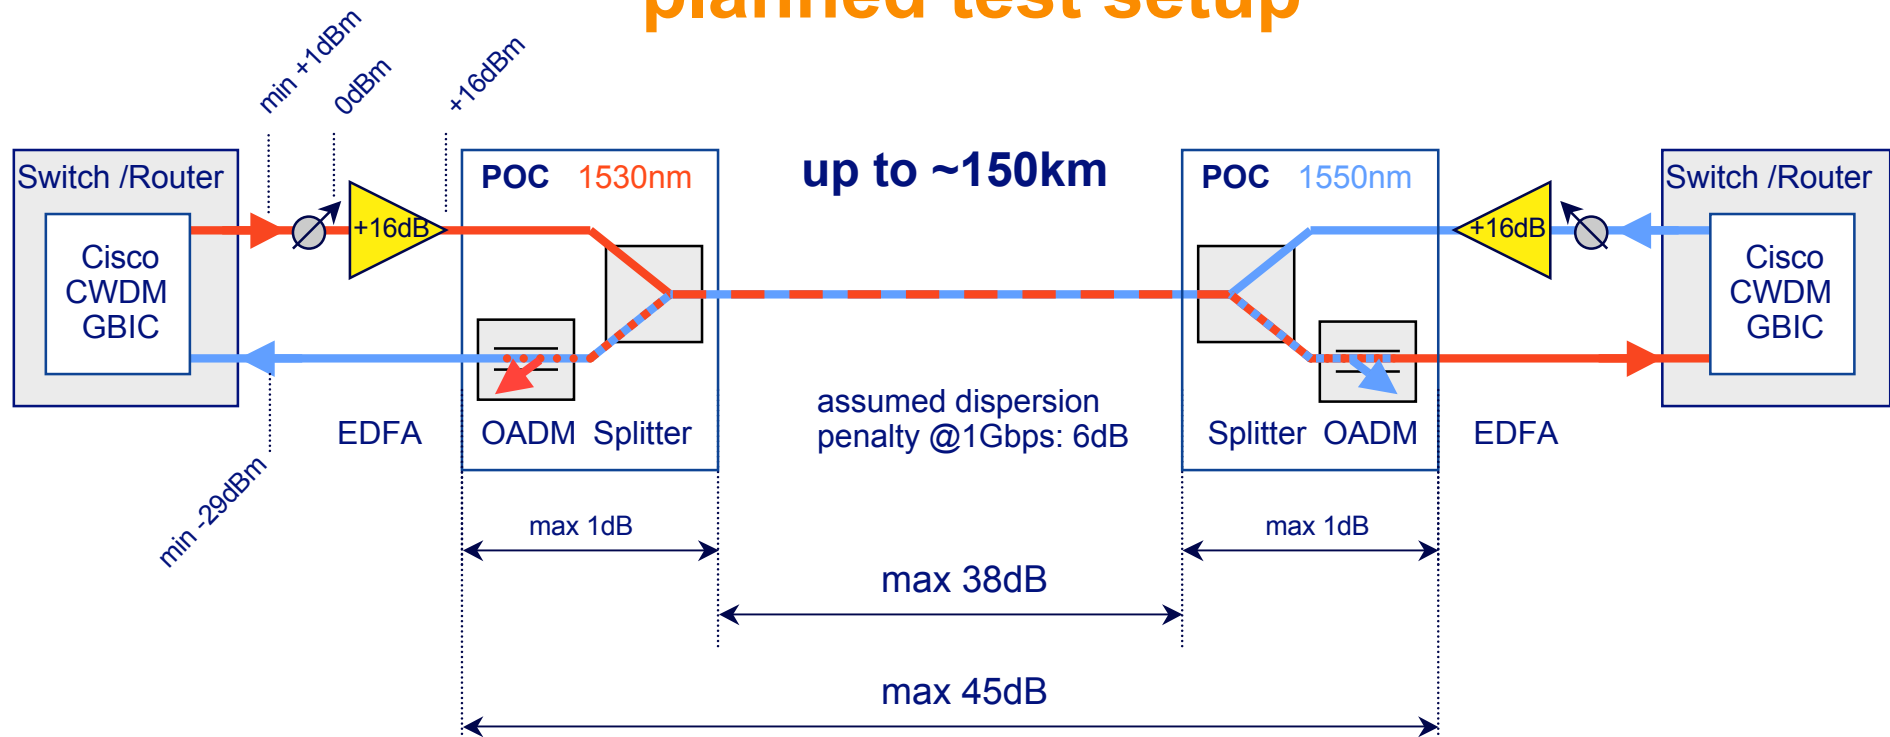 planned test setup
min +1dBm
0dBm
+16dBm
Switch /Router
POC 1530nm
up to ~150km
POC 1550nm
Switch /Router
+16dB
+16dB
Cisco
CWDM
GBIC
Cisco
CWDM
GBIC
assumed dispersion
penalty @1Gbps: 6dB
EDFA
OADM
Splitter
Splitter
OADM
EDFA
min -29dBm
max 1dB
max 1dB
max 38dB
max 45dB